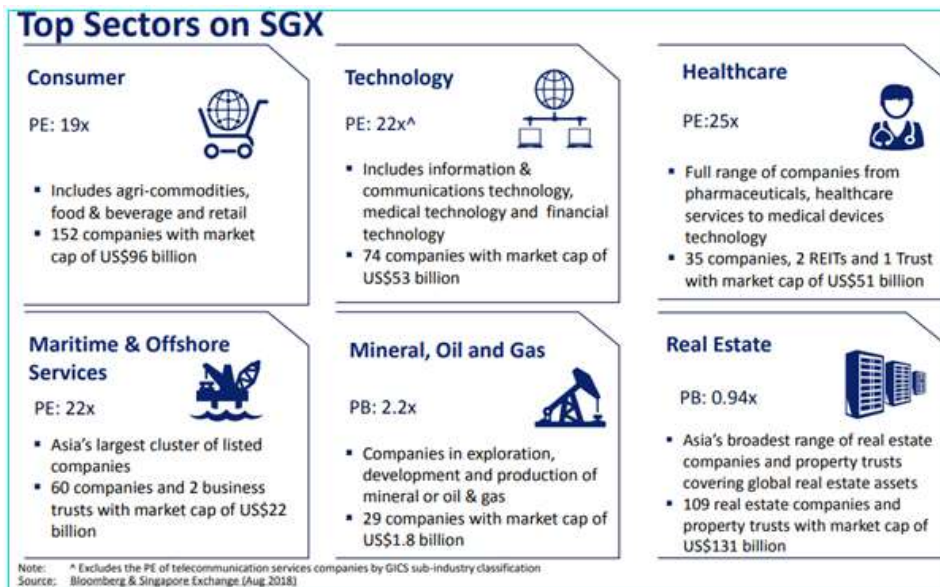 Top Sectors on SGX
Consumer
PE: 19x
▪ Includes agri-commodities,
food & beverage and retail
▪ 152 companies with market
cap of US$96 billion
Technology
PE: 22x^
▪ Includes information &
communications technology,
medical technology and financial
technology
▪ 74 companies with market cap of
US$53 billion
Healthcare
PE:25x
▪ Full range of companies from
pharmaceuticals, healthcare
services to medical devices
technology
▪ 35 companies, 2 REITs and 1 Trust
with market cap of US$51 billion
Maritime & Offshore
Services
PE: 22x
▪ Asia's largest cluster of listed
companies
▪ 60 companies and 2 business
trusts with market cap of US$22
billion
Mineral, Oil and Gas
PB: 2.2x
▪ Companies in exploration,
development and production of
mineral or oil & gas
▪ 29 companies with market cap of
US$1.8 billion
Real Estate
PB: 0.94x
▪ Asia's broadest range of real estate
companies and property trusts
covering global real estate assets
▪ 109 real estate companies and
property trusts with market cap of
US$131 billion
Note: ^ Excludes the PE of telecommunication services companies by GICS sub-industry classification
Source: Bloomberg & Singapore Exchange (Aug 2018)